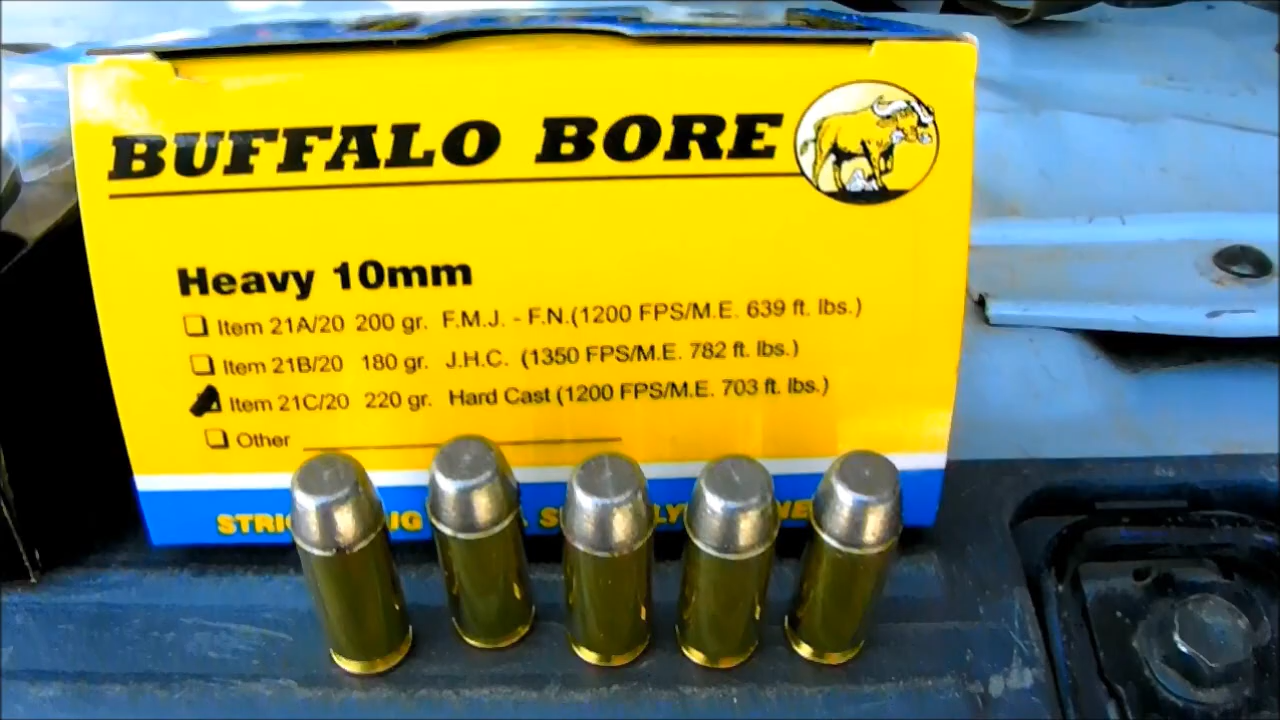 BUFFALO BORE
Heavy 10mm
Item 21A/20 200 gr. F.M.J. - F.N.(1200 FPS/M.E. 639 ft. lbs.)
Item 21B/20 180 gr. J.H.C. (1350 FPS/M.E. 782 ft. lbs.)
Item 21C/20 220 gr. Hard Cast (1200 FPS/M.E. 703 ft. lbs.)
Other